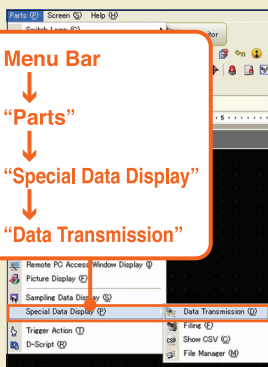 Parts (P) Screen (S) Help (H)
Menu Bar
“Parts”
“Special Data Display”
“Data Transmission”
Remote PC Access Window Display (I)
Picture Display (F)
Sampling Data Display (S)
Special Data Display (P)
Data Transmission (D)
Filing (F)
Trigger Action (T)
Show CSV (C)
D-Script (R)
File Manager (M)